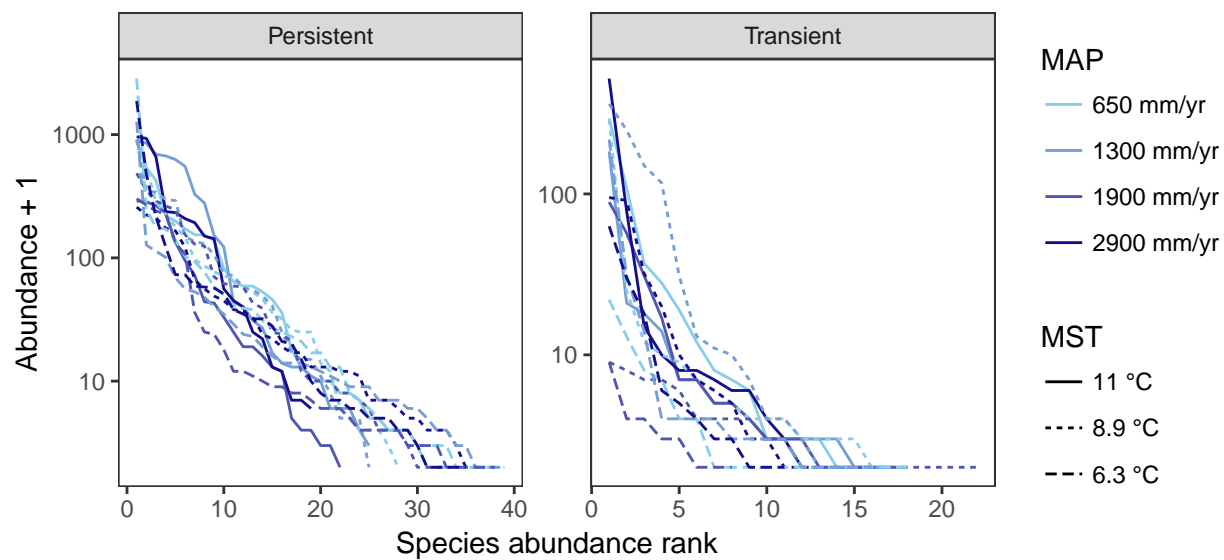 Persistent
Transient
Abundance + 1
1000
100
10
100
10
0 10 20 30 40
0 5 10 15 20
Species abundance rank
MAP
650 mm/yr
1300 mm/yr
1900 mm/yr
2900 mm/yr
MST
11 °C
8.9 °C
6.3 °C